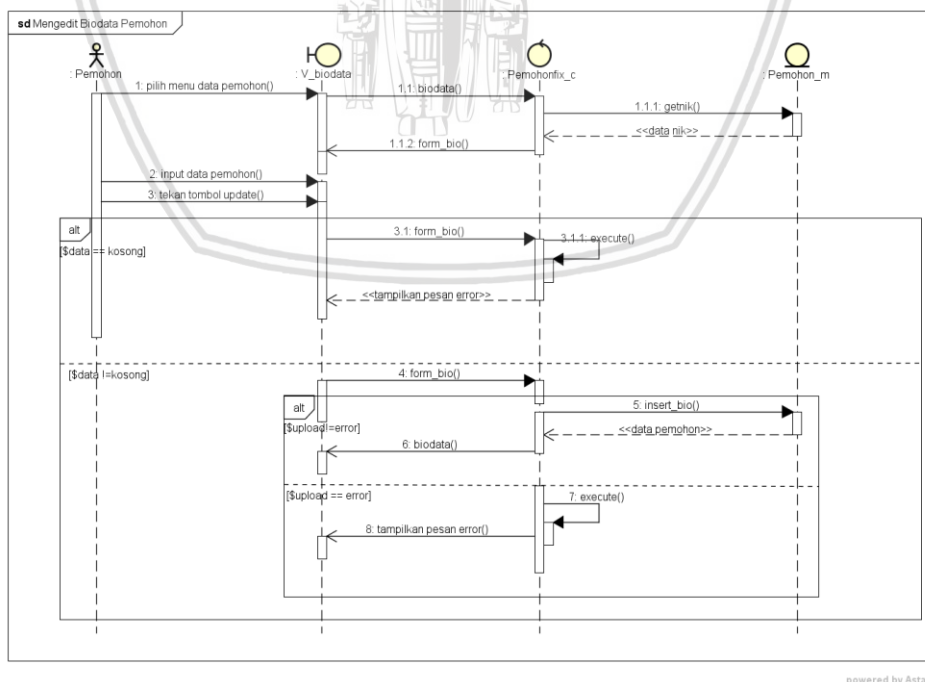 sd Mengedit Biodata Pemohon
: Pemohon
: V_biodata
: Pemohonfix_c
: Pemohon_m
1: pilih menu data pemohon()
1.1: biodata()
1.1.1: getnik()
<<data nik>>
1.1.2: form_bio()
2: input data pemohon()
3: tekan tombol update()
alt
[$data == kosong]
3.1: form_bio()
3.1.1: execute()
<<tampilkan pesan error>>
[$data !=kosong]
4: form_bio()
alt
[$upload!=error]
5: insert_bio()
<<data pemohon>>
6: biodata()
[$upload == error]
7: execute()
8: tampilkan pesan error()
powered by Asta